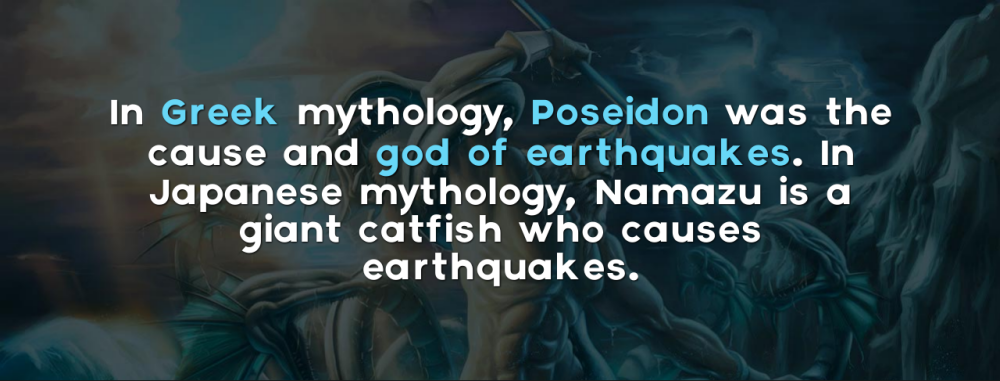 In Greek mythology, Poseidon was the
cause and god of earthquakes. In
Japanese mythology, Namazu is a
giant catfish who causes
earthquakes.